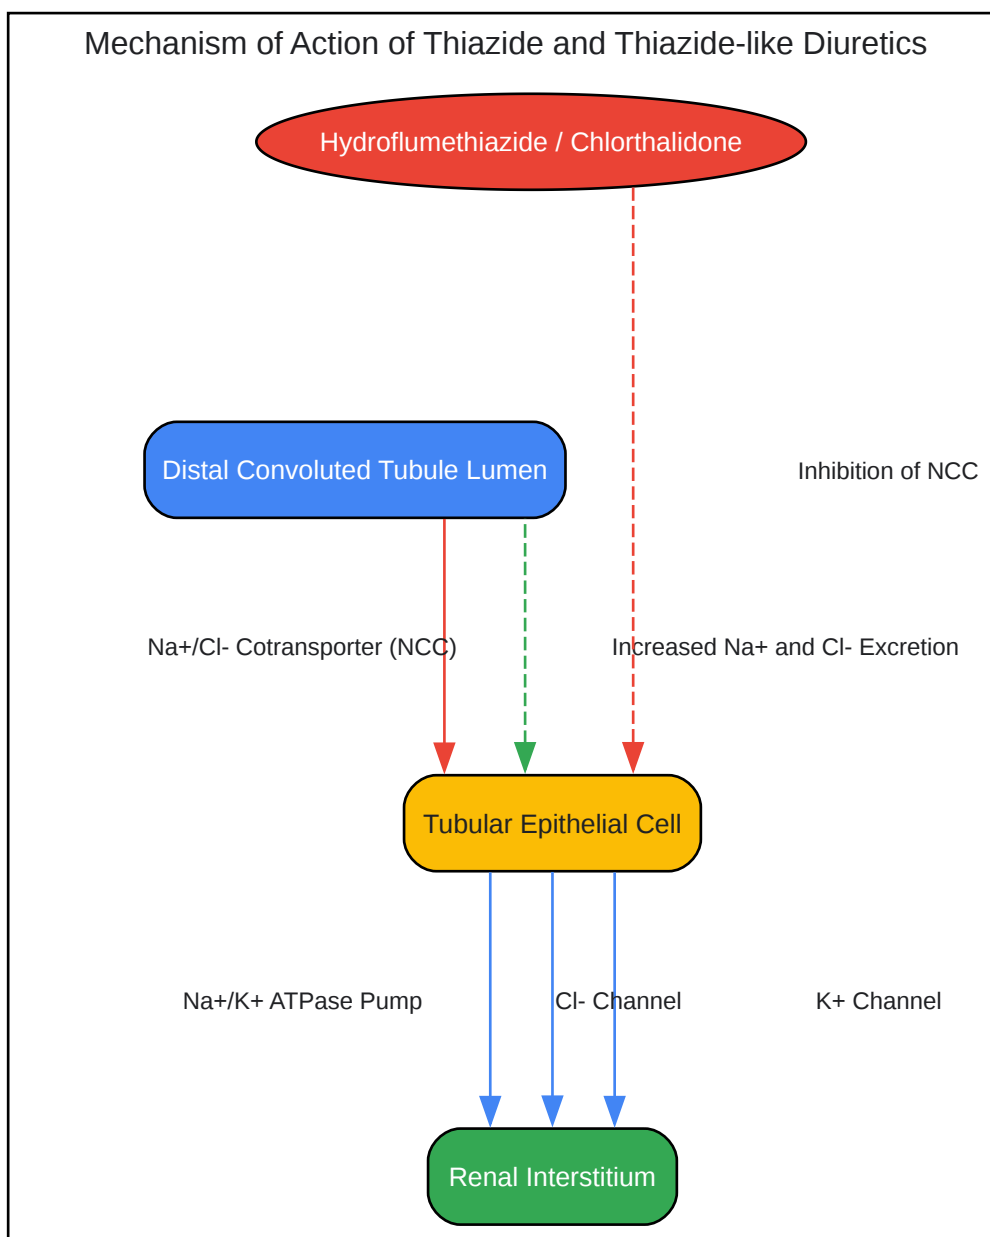 Mechanism of Action of Thiazide and Thiazide-like Diuretics
Hydroflumethiazide / Chlorthalidone
Distal Convoluted Tubule Lumen
Inhibition of NCC
Na+/Cl- Cotransporter (NCC)
Increased Na+ and Cl- Excretion
Tubular Epithelial Cell
Na+/K+ ATPase Pump
Cl- Channel
K+ Channel
Renal Interstitium